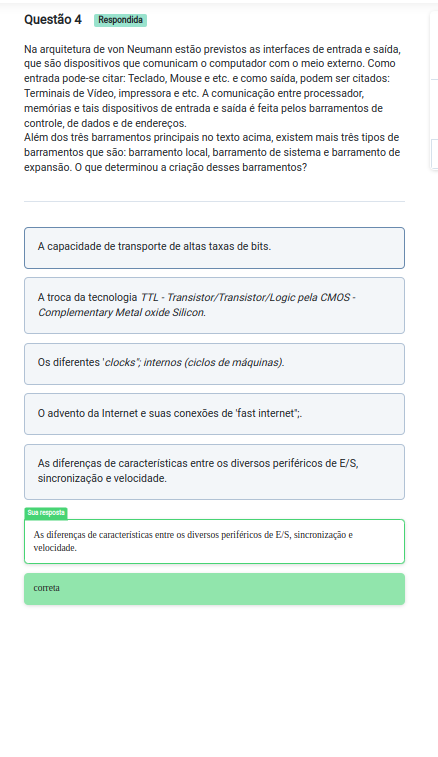 Questão 4 Respondida
Na arquitetura de von Neumann estão previstos as interfaces de entrada e saída,
que são dispositivos que comunicam o computador com o meio externo. Como
entrada pode-se citar: Teclado, Mouse e etc. e como saída, podem ser citados:
Terminais de Vídeo, impressora e etc. A comunicação entre processador,
memórias e tais dispositivos de entrada e saída é feita pelos barramentos de
controle, de dados e de endereços.
Além dos três barramentos principais no texto acima, existem mais três tipos de
barramentos que são: barramento local, barramento de sistema e barramento de
expansão. O que determinou a criação desses barramentos?
A capacidade de transporte de altas taxas de bits.
A troca da tecnologia TTL - Transistor/Transistor/Logic pela CMOS -
Complementary Metal oxide Silicon.
Os diferentes 'clocks"; internos (ciclos de máquinas).
O advento da Internet e suas conexões de 'fast internet";.
As diferenças de características entre os diversos periféricos de E/S,
sincronização e velocidade.
Sua resposta
As diferenças de características entre os diversos periféricos de E/S, sincronização e
velocidade.
correta